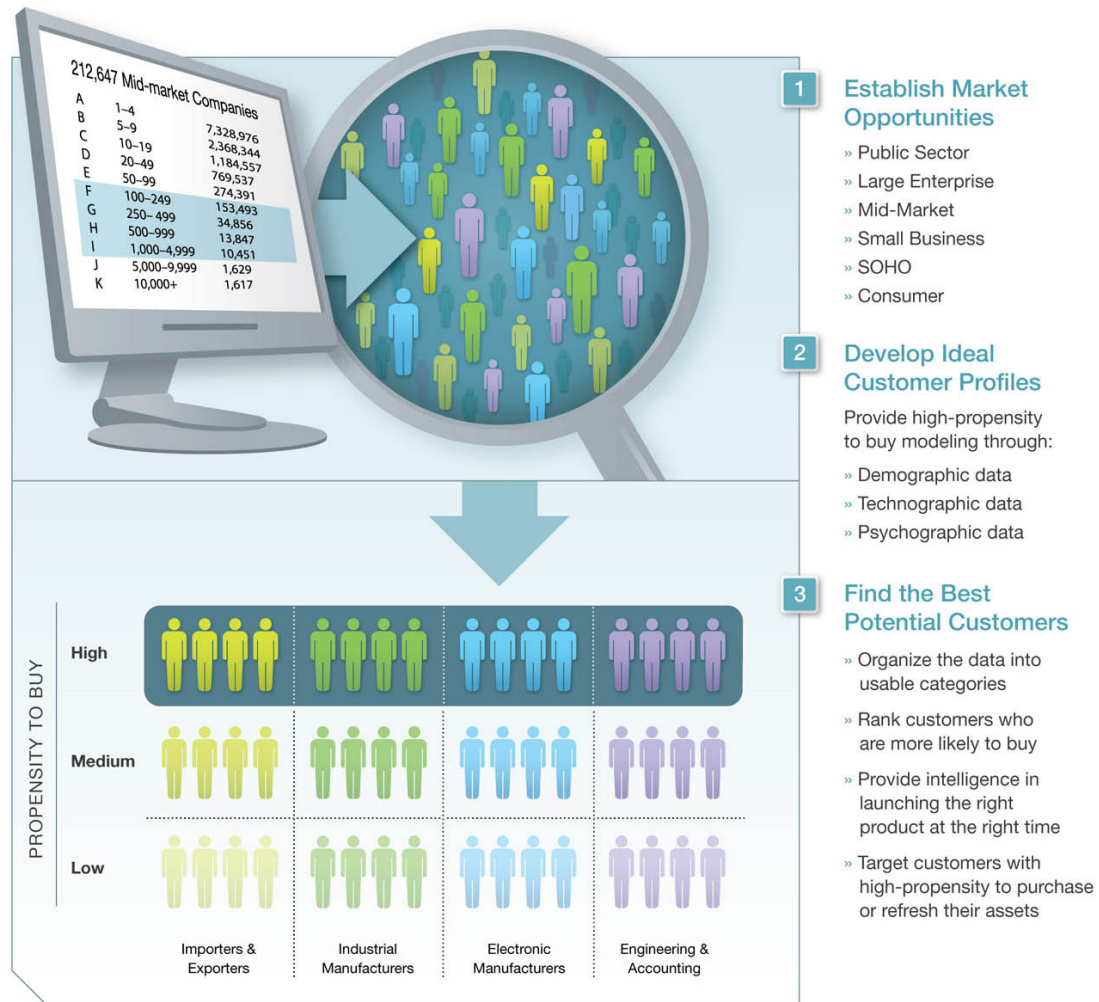 212,647 Mid-market Companies
A 1–4 7,328,976
B 5–9 2,368,344
C 10–19 1,184,557
D 20–49 769,537
E 50–99 274,391
F 100–249 153,493
G 250–499 34,856
H 500–999 13,847
I 1,000–4,999 10,451
J 5,000–9,999 1,629
K 10,000+ 1,617
1 Establish Market
Opportunities
» Public Sector
» Large Enterprise
» Mid-Market
» Small Business
» SOHO
» Consumer
2 Develop Ideal
Customer Profiles
Provide high-propensity
to buy modeling through:
» Demographic data
» Technographic data
» Psychographic data
3 Find the Best
Potential Customers
» Organize the data into
usable categories
» Rank customers who
are more likely to buy
» Provide intelligence in
launching the right
product at the right time
» Target customers with
high-propensity to purchase
or refresh their assets
PROPENSITY TO BUY
High
Medium
Low
Importers &
Exporters
Industrial
Manufacturers
Electronic
Manufacturers
Engineering &
Accounting